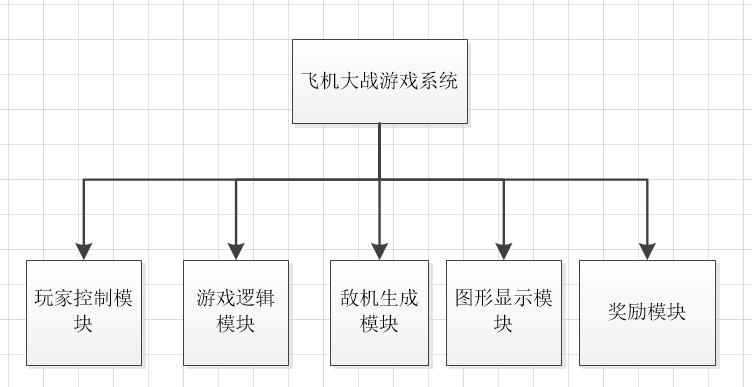 飞机大战游戏系统
玩家控制模
块
游戏逻辑
模块
敌机生成
模块
图形显示模
块
奖励模块